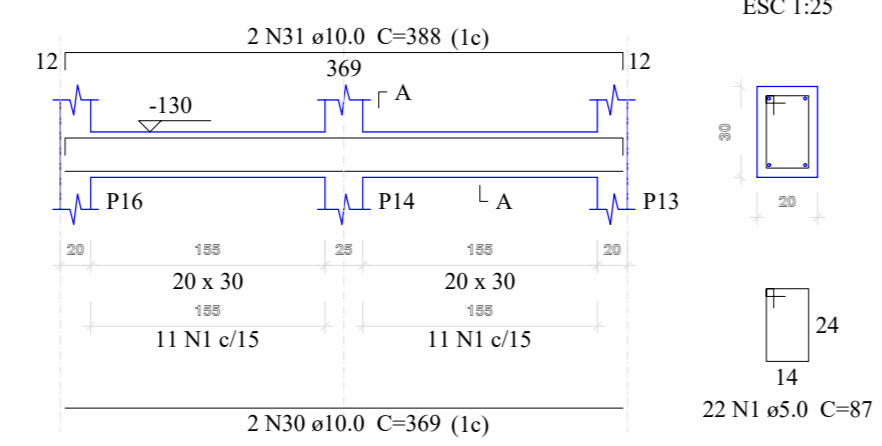 ESC 1:25
2 N31 ø10.0 C=388 (1c)
12 369 12
A
-130
30
P16 P14 A P13
20
20 155 25 155 20
20 x 30 20 x 30
155 155
11 N1 c/15 11 N1 c/15
24
14
22 N1 ø5.0 C=87
2 N30 ø10.0 C=369 (1c)